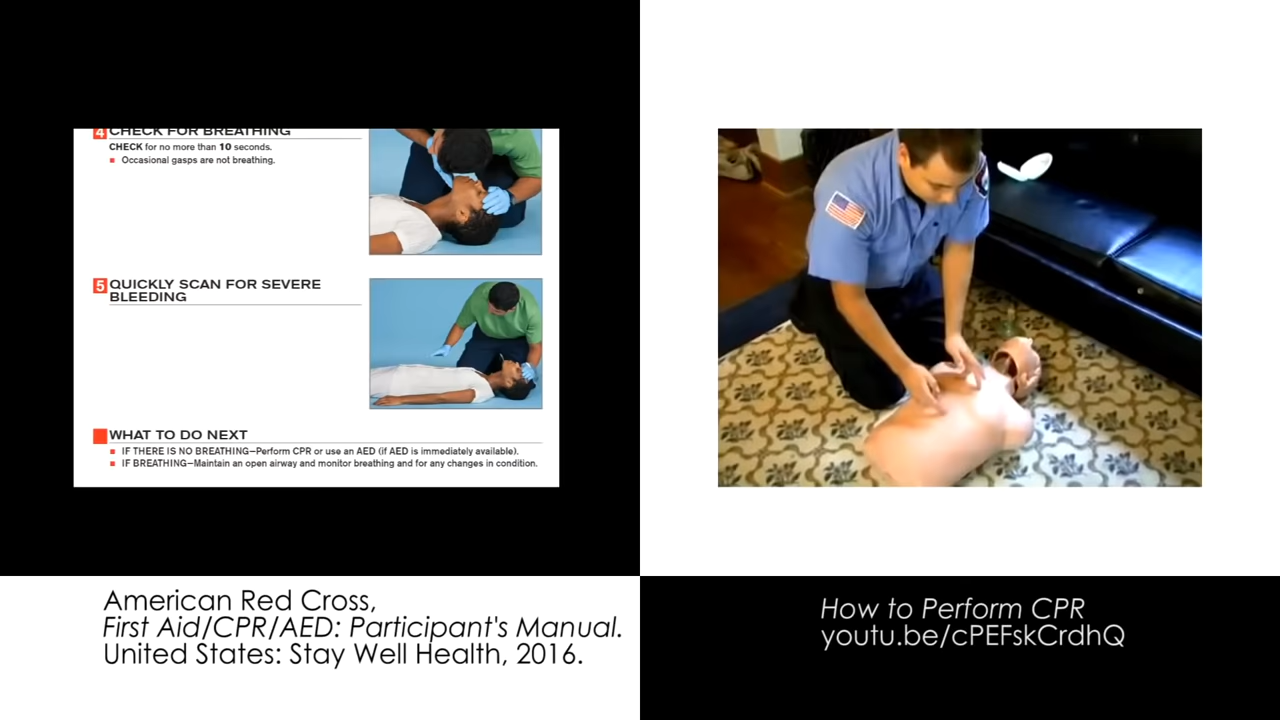 4 CHECK FOR BREATHING
CHECK for no more than 10 seconds.
Occasional gasps are not breathing.
5 QUICKLY SCAN FOR SEVERE
BLEEDING
WHAT TO DO NEXT
IF THERE IS NO BREATHING—Perform CPR or use an AED (if AED is immediately available).
IF BREATHING—Maintain an open airway and monitor breathing and for any changes in condition.
American Red Cross,
First Aid/CPR/AED: Participant's Manual.
United States: Stay Well Health, 2016.
How to Perform CPR
youtu.be/cPEFskCrdhQ